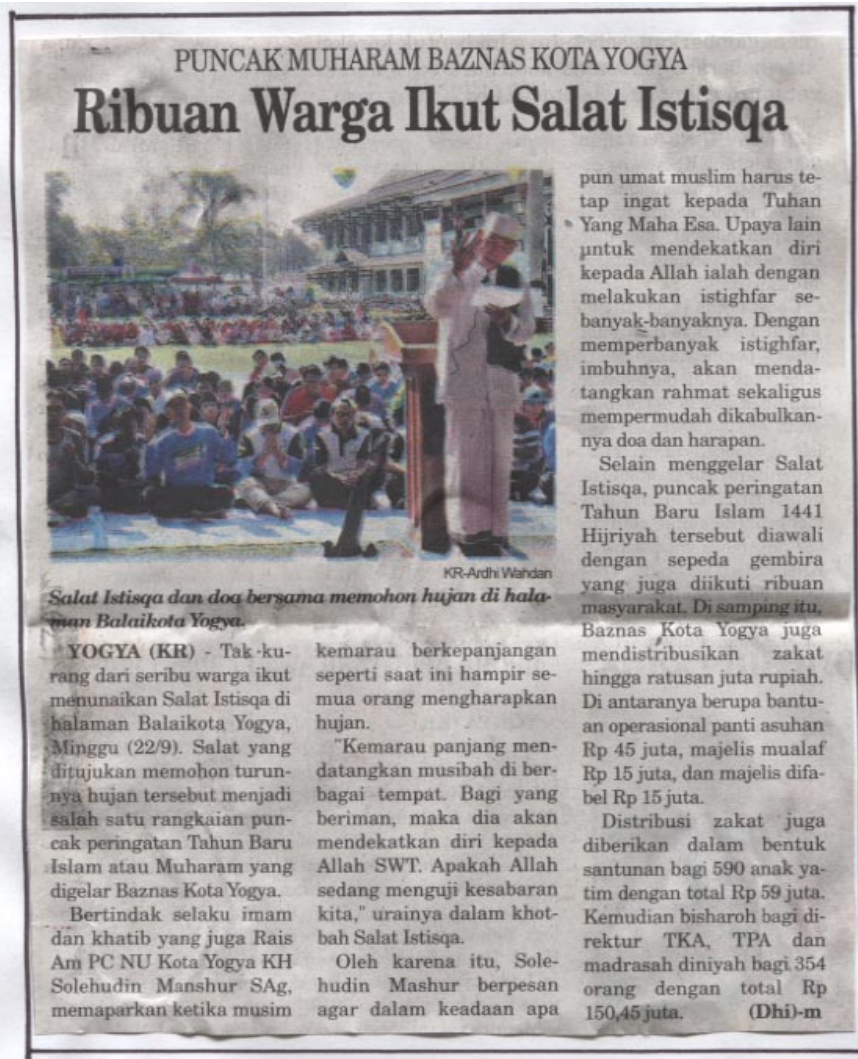 PUNCAK MUHARAM BAZNAS KOTA YOGYA
Ribuan Warga Ikut Salat Istisqa
KR-Ardhi Wahdan
Salat Istisqa dan doa bersama memohon hujan di hala-
man Balaikota Yogya.
YOGYA (KR) - Tak ku-
rang dari seribu warga ikut
menunaikan Salat Istisqa di
halaman Balaikota Yogya,
Minggu (22/9). Salat yang
ditujukan memohon turun-
nya hujan tersebut menjadi
salah satu rangkaian pun-
cak peringatan Tahun Baru
Islam atau Muharam yang
digelar Baznas Kota Yogya.
Bertindak selaku imam
dan khatib yang juga Rais
Am PC NU Kota Yogya KH
Solehudin Manshur SAg,
memaparkan ketika musim
kemarau berkepanjangan
seperti saat ini hampir se-
mua orang mengharapkan
hujan.
"Kemarau panjang men-
datangkan musibah di ber-
bagai tempat. Bagi yang
beriman, maka dia akan
mendekatkan diri kepada
Allah SWT. Apakah Allah
sedang menguji kesabaran
kita," urainya dalam khot-
bah Salat Istisqa.
Oleh karena itu, Sole-
hudin Mashur berpesan
agar dalam keadaan apa
pun umat muslim harus te-
tap ingat kepada Tuhan
Yang Maha Esa. Upaya lain
untuk mendekatkan diri
kepada Allah ialah dengan
melakukan istighfar se-
banyak-banyaknya. Dengan
memperbanyak istighfar,
imbuhnya, akan menda-
tangkan rahmat sekaligus
mempermudah dikabulkan-
nya doa dan harapan.
Selain menggelar Salat
Istisqa, puncak peringatan
Tahun Baru Islam 1441
Hijriyah tersebut diawali
dengan sepeda gembira
yang juga diikuti ribuan
masyarakat. Di samping itu,
Baznas Kota Yogya juga
mendistribusikan zakat
hingga ratusan juta rupiah.
Di antaranya berupa bantu-
an operasional panti asuhan
Rp 45 juta, majelis mualaf
Rp 15 juta, dan majelis difa-
bel Rp 15 juta.
Distribusi zakat juga
diberikan dalam bentuk
santunan bagi 590 anak ya-
tim dengan total Rp 59 juta.
Kemudian bisharoh bagi di-
rektur TKA, TPA dan
madrasah diniyah bagi 354
orang dengan total Rp
150,45 juta. (Dhi)-m